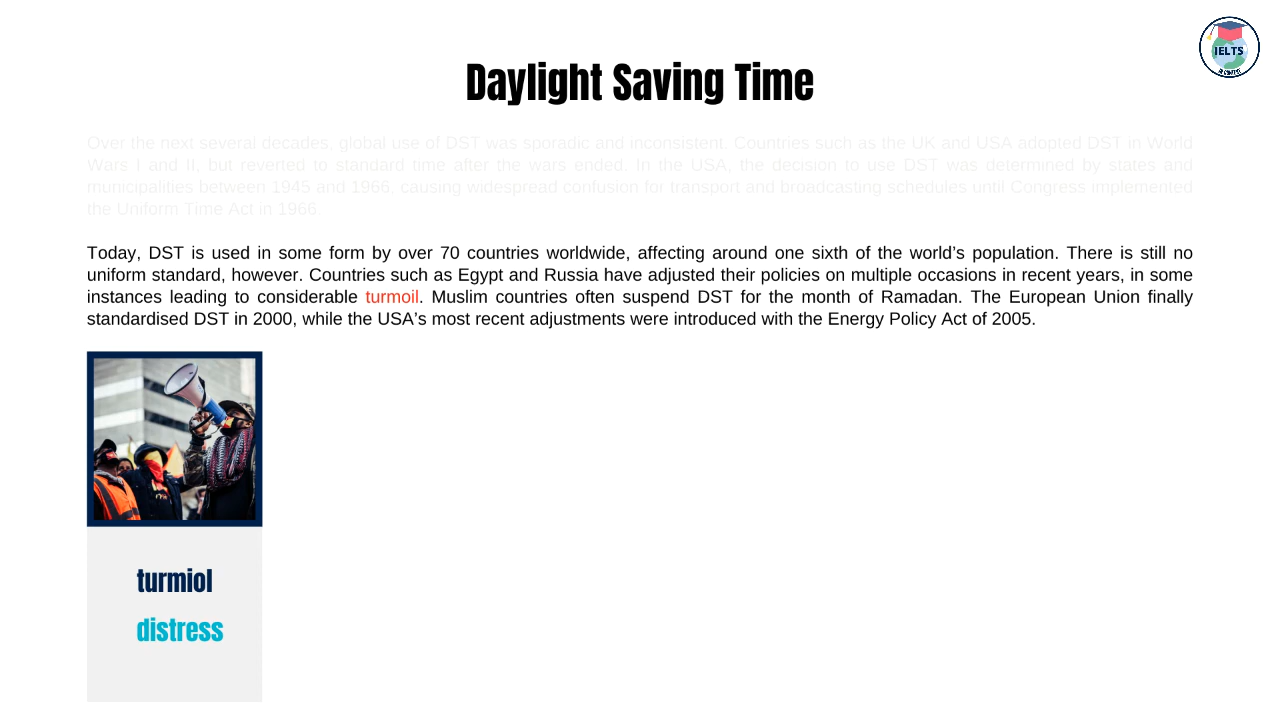 IELTS
IN CONTEXT
Daylight Saving Time
Over the next several decades, global use of DST was sporadic and inconsistent. Countries such as the UK and USA adopted DST in World
Wars I and II, but reverted to standard time after the wars ended. In the USA, the decision to use DST was determined by states and
municipalities between 1945 and 1966, causing widespread confusion for transport and broadcasting schedules until Congress implemented
the Uniform Time Act in 1966.
Today, DST is used in some form by over 70 countries worldwide, affecting around one sixth of the world’s population. There is still no
uniform standard, however. Countries such as Egypt and Russia have adjusted their policies on multiple occasions in recent years, in some
instances leading to considerable turmoil. Muslim countries often suspend DST for the month of Ramadan. The European Union finally
standardised DST in 2000, while the USA’s most recent adjustments were introduced with the Energy Policy Act of 2005.
turmiol
distress